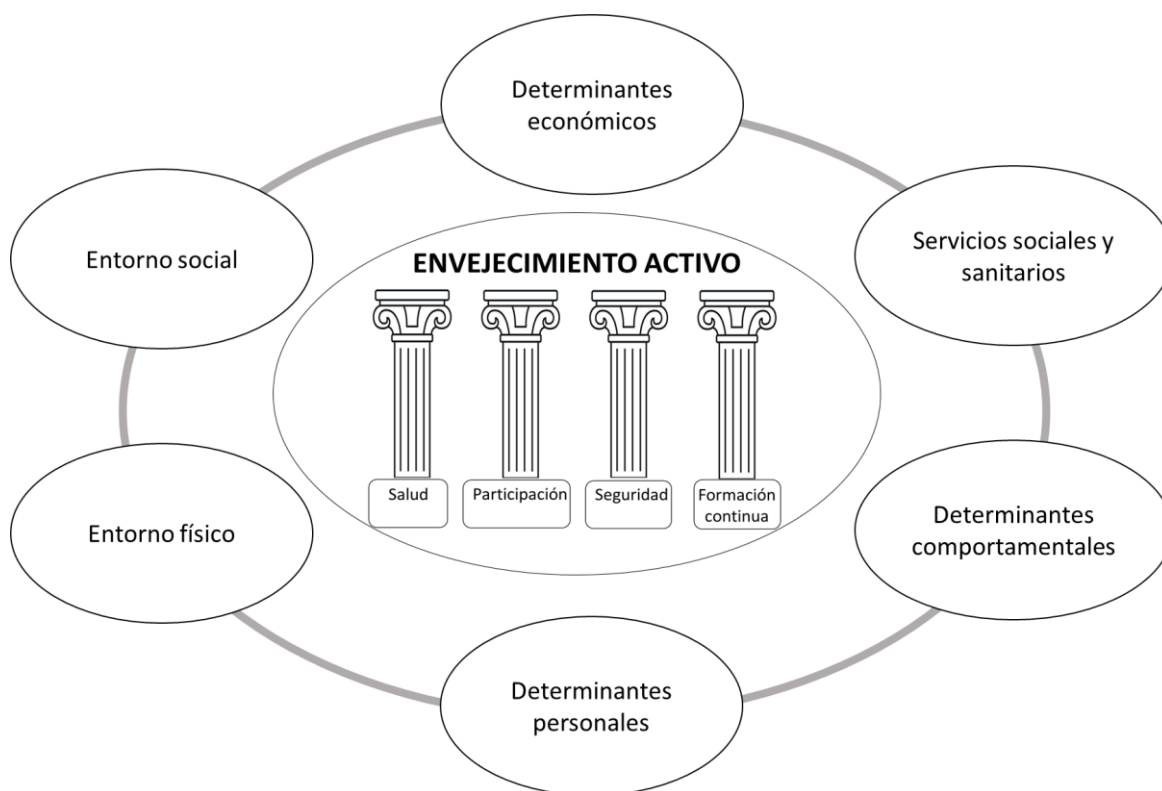 Determinantes
económicos
Entorno social
Servicios sociales y
sanitarios
ENVEJECIMIENTO ACTIVO
Salud
Participación
Seguridad
Formación
continua
Entorno físico
Determinantes
comportamentales
Determinantes
personales